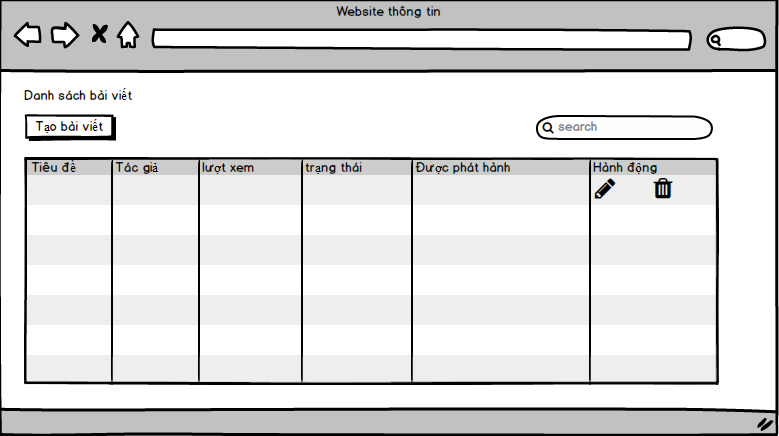 Website thông tin
Danh sách bài viết
Tạo bài viết
search
Tiêu đề Tác giả lượt xem trạng thái Được phát hành Hành động